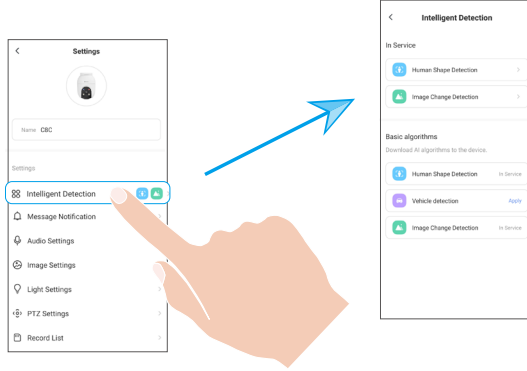 Settings
Name CBC
Settings
Intelligent Detection
Message Notification
Audio Settings
Image Settings
Light Settings
PTZ Settings
Record List
Intelligent Detection
In Service
Human Shape Detection
Image Change Detection
Basic algorithms
Download AI algorithms to the device.
Human Shape Detection In Service
Vehicle detection Apply
Image Change Detection In Service